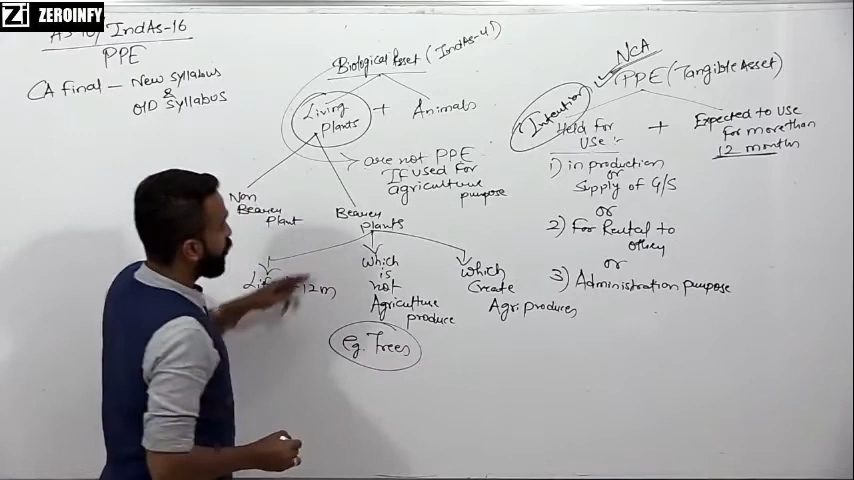 Zi ZEROINFY
AS 10/ IndAs-16
PPE
CA Final - New Syllabus
&
Old Syllabus
Biological Asset (IndAs-41)
Living
Plants
+ Animals
are not PPE
If used for
agriculture
purpose
Non
Bearer
Plant
Bearer
plants
12m
which
is
not
Agriculture
produce
eg. Trees
which
Create
Agri produces
NCA
PPE (Tangible Asset)
(Intention)
Held for
use :-
+
Expected to use
for more than
12 months
1) in production
or
Supply of G/S
or
2) For Rental to
other
or
3) Administration purpose